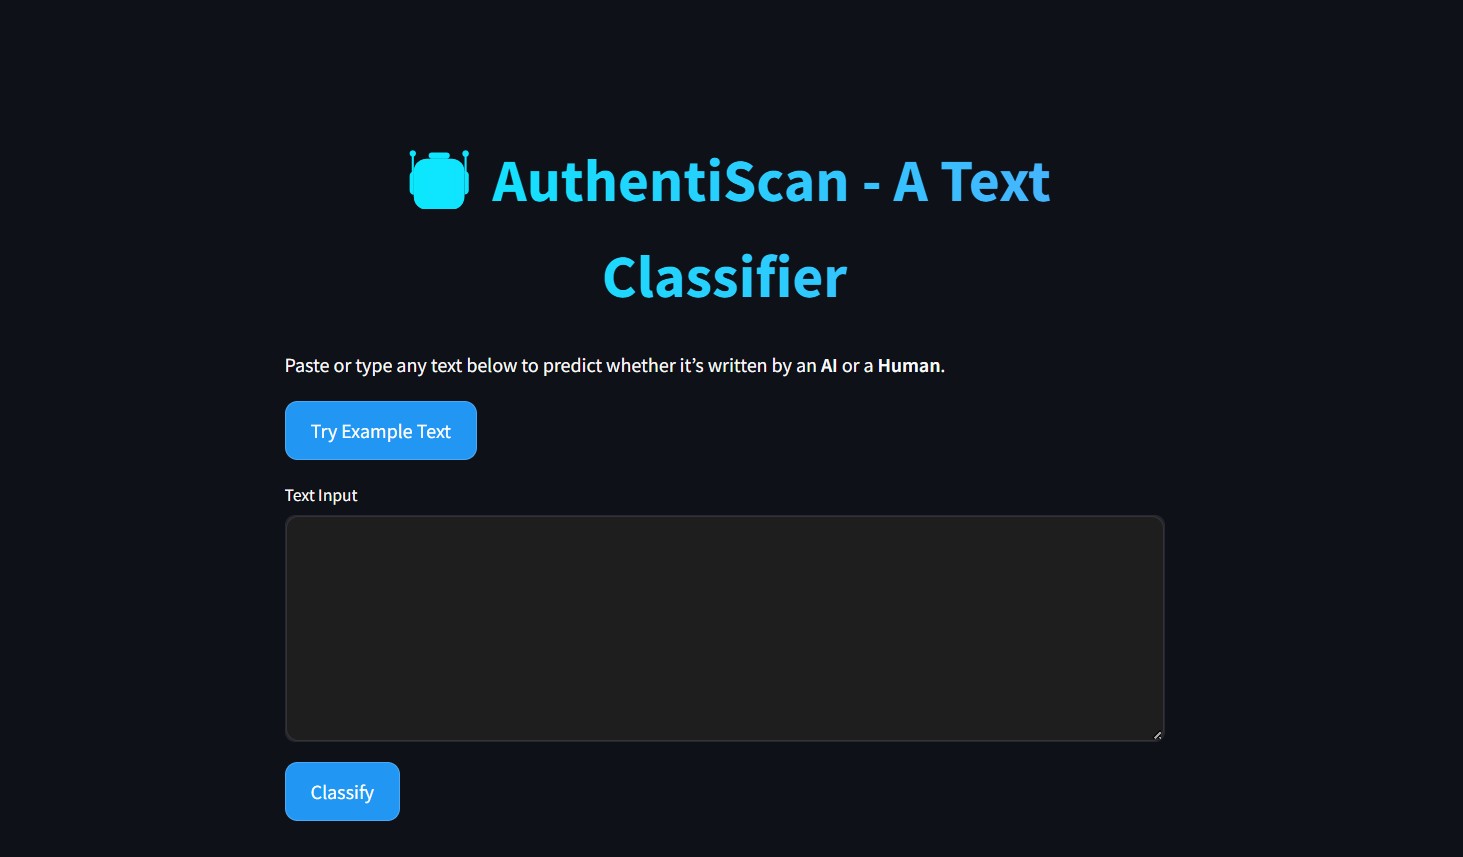 AuthentiScan - A Text
Classifier
Paste or type any text below to predict whether it’s written by an AI or a Human.
Try Example Text
Text Input
Classify